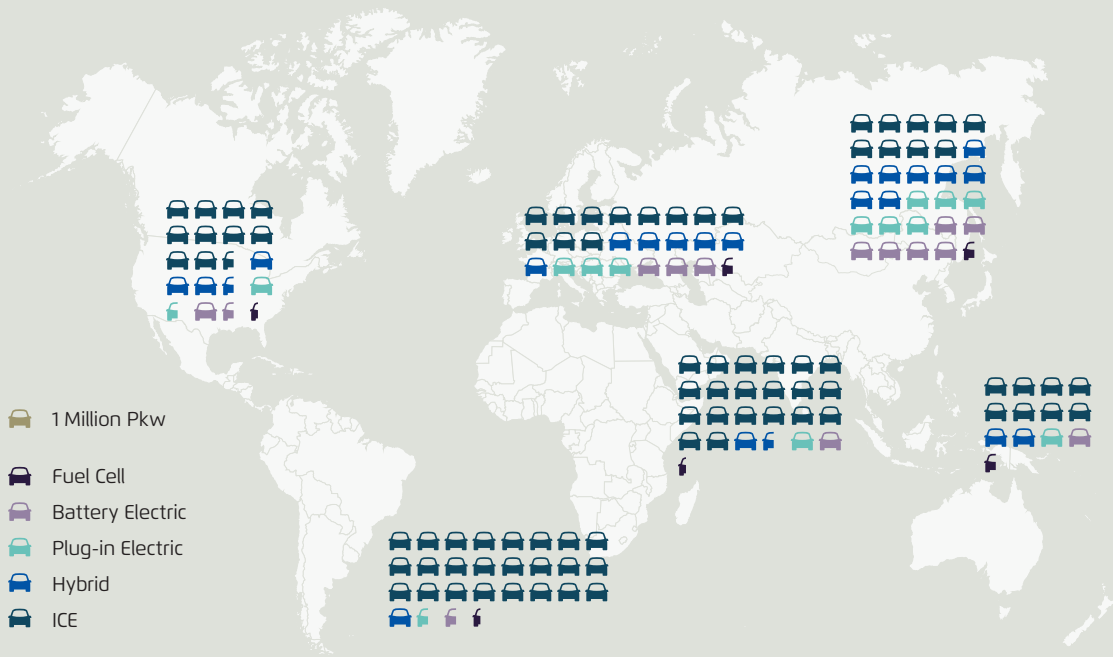 1 Million Pkw
Fuel Cell
Battery Electric
Plug-in Electric
Hybrid
ICE